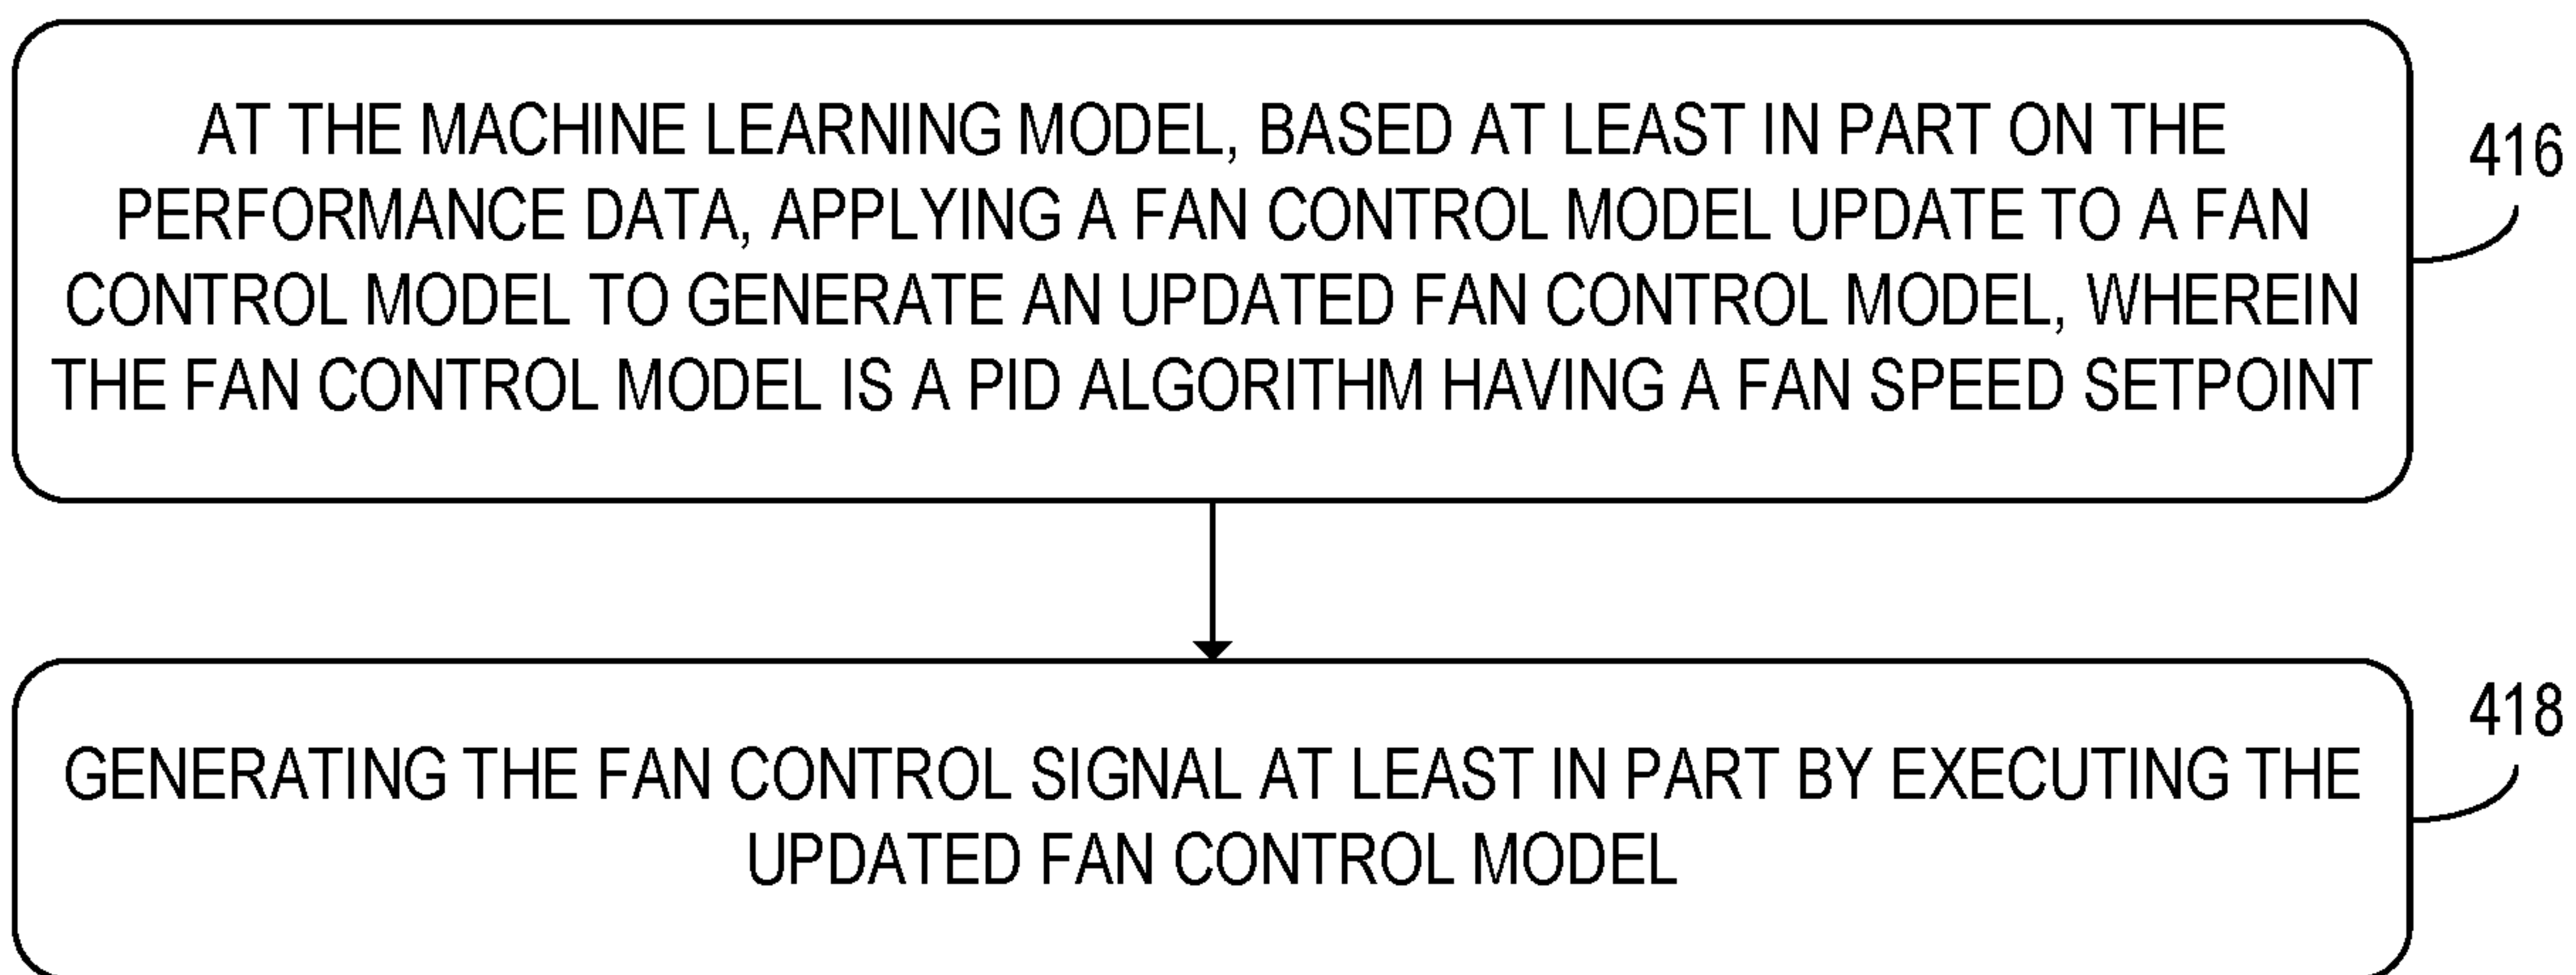 AT THE MACHINE LEARNING MODEL, BASED AT LEAST IN PART ON THE
PERFORMANCE DATA, APPLYING A FAN CONTROL MODEL UPDATE TO A FAN
CONTROL MODEL TO GENERATE AN UPDATED FAN CONTROL MODEL, WHEREIN
THE FAN CONTROL MODEL IS A PID ALGORITHM HAVING A FAN SPEED SETPOINT
416
GENERATING THE FAN CONTROL SIGNAL AT LEAST IN PART BY EXECUTING THE
UPDATED FAN CONTROL MODEL
418